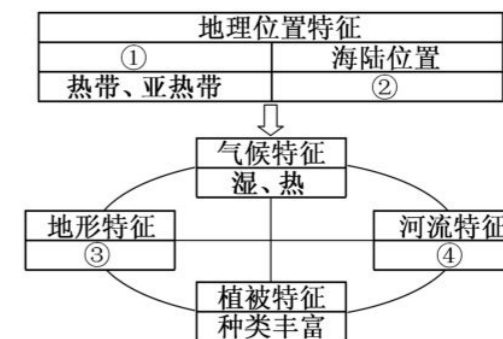 地理位置特征
① 海陆位置
热带、亚热带 ②
气候特征
湿、热
地形特征 河流特征
③ ④
植被特征
种类丰富